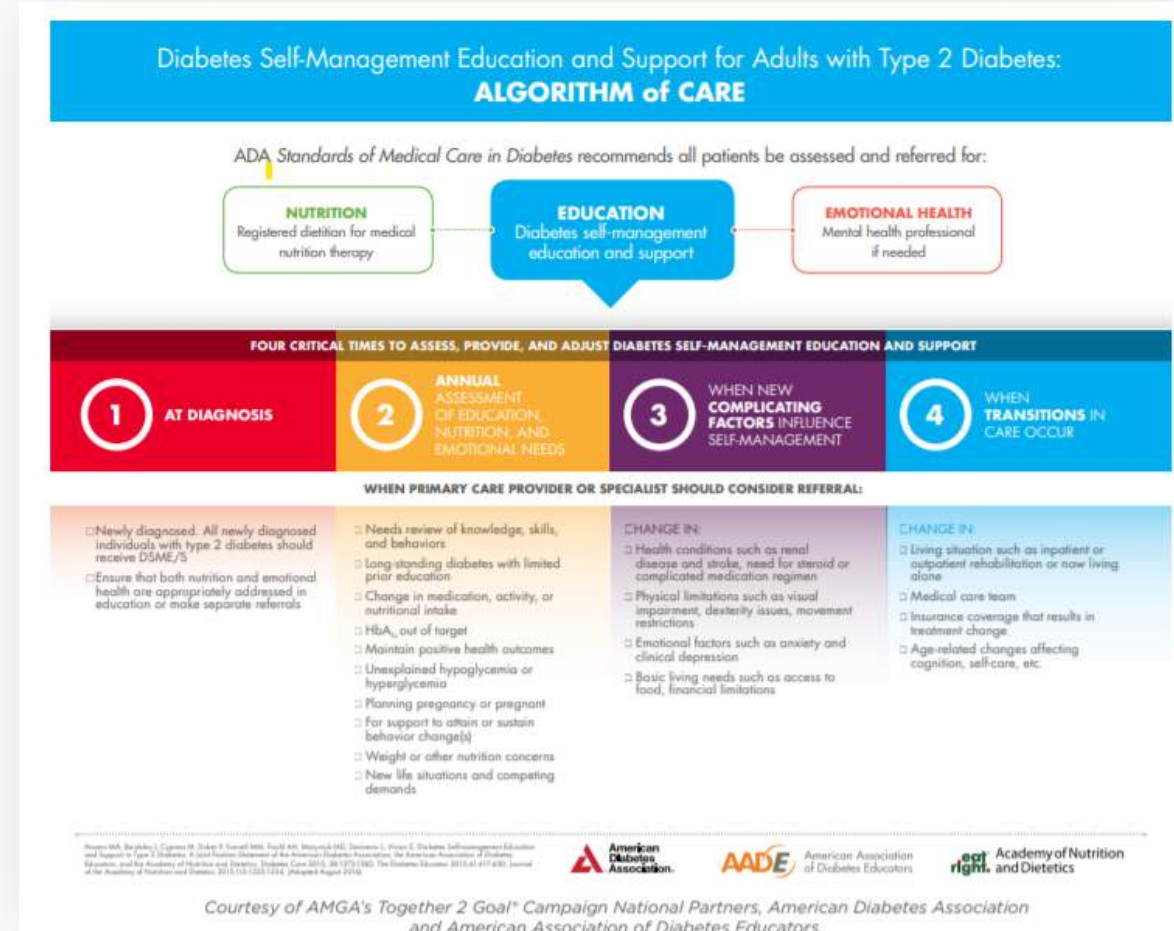 Diabetes Self-Management Education and Support for Adults with Type 2 Diabetes:
ALGORITHM of CARE
ADA Standards of Medical Care in Diabetes recommends all patients be assessed and referred for:
NUTRITION
Registered dietitian for medical
nutrition therapy
EDUCATION
Diabetes self-management
education and support
EMOTIONAL HEALTH
Mental health professional
if needed
FOUR CRITICAL TIMES TO ASSESS, PROVIDE, AND ADJUST DIABETES SELF-MANAGEMENT EDUCATION AND SUPPORT
1
AT DIAGNOSIS
2
ANNUAL
ASSESSMENT
OF EDUCATION,
NUTRITION, AND
EMOTIONAL NEEDS
3
WHEN NEW
COMPLICATING
FACTORS INFLUENCE
SELF-MANAGEMENT
4
WHEN
TRANSITIONS IN
CARE OCCUR
WHEN PRIMARY CARE PROVIDER OR SPECIALIST SHOULD CONSIDER REFERRAL:
□ Newly diagnosed. All newly diagnosed
individuals with type 2 diabetes should
receive DSME/S
□ Ensure that both nutrition and emotional
health are appropriately addressed in
education or make separate referrals
□ Needs review of knowledge, skills,
and behaviors
□ Long-standing diabetes with limited
prior education
□ Change in medication, activity, or
nutritional intake
□ HbA1c out of target
□ Maintain positive health outcomes
□ Unexplained hypoglycemia or
hyperglycemia
□ Planning pregnancy or pregnant
□ For support to attain or sustain
behavior change(s)
□ Weight or other nutrition concerns
□ New life situations and competing
demands
CHANGE IN:
□ Health conditions such as renal
disease and stroke, need for steroid or
complicated medication regimen
□ Physical limitations such as visual
impairment, dexterity issues, movement
restrictions
□ Emotional factors such as anxiety and
clinical depression
□ Basic living needs such as access to
food, financial limitations
CHANGE IN:
□ Living situation such as inpatient or
outpatient rehabilitation or now living
alone
□ Medical care team
□ Insurance coverage that results in
treatment change
□ Age-related changes affecting
cognition, self-care, etc.
American
Diabetes
Association.
AADE
American Association
of Diabetes Educators
eat
right.
Academy of Nutrition
and Dietetics
Courtesy of AMGA's Together 2 Goal® Campaign National Partners, American Diabetes Association
and American Association of Diabetes Educators.